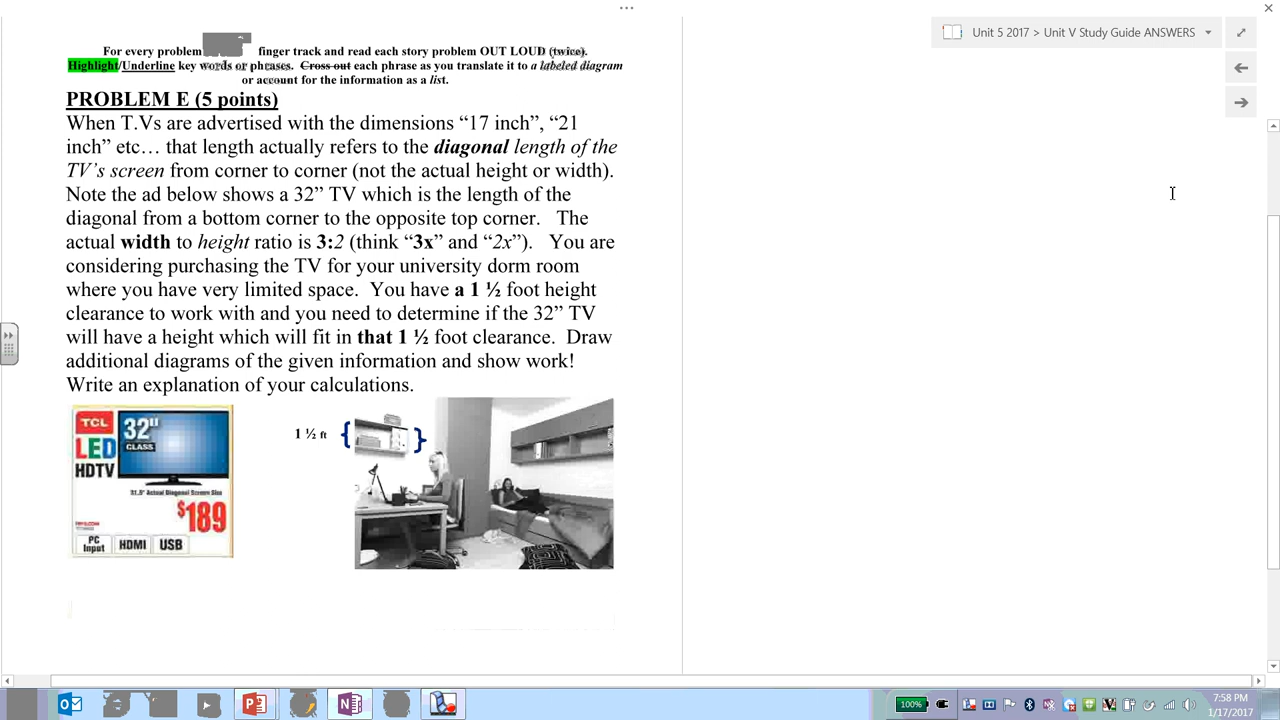 Unit 5 2017 > Unit V Study Guide ANSWERS
For every problem finger track and read each story problem OUT LOUD (twice).
Highlight/Underline key words or phrases. Cross out each phrase as you translate it to a labeled diagram
or account for the information as a list.
PROBLEM E (5 points)
When T.Vs are advertised with the dimensions “17 inch”, “21
inch” etc… that length actually refers to the diagonal length of the
TV’s screen from corner to corner (not the actual height or width).
Note the ad below shows a 32” TV which is the length of the
diagonal from a bottom corner to the opposite top corner. The
actual width to height ratio is 3:2 (think “3x” and “2x”). You are
considering purchasing the TV for your university dorm room
where you have very limited space. You have a 1 ½ foot height
clearance to work with and you need to determine if the 32” TV
will have a height which will fit in that 1 ½ foot clearance. Draw
additional diagrams of the given information and show work!
Write an explanation of your calculations.
TCL
LED
HDTV
32"
CLASS
31.5" Actual Diagonal Screen Size
$189
PC
Input
HDMI
USB
1 ½ ft
100%
7:58 PM
1/17/2017